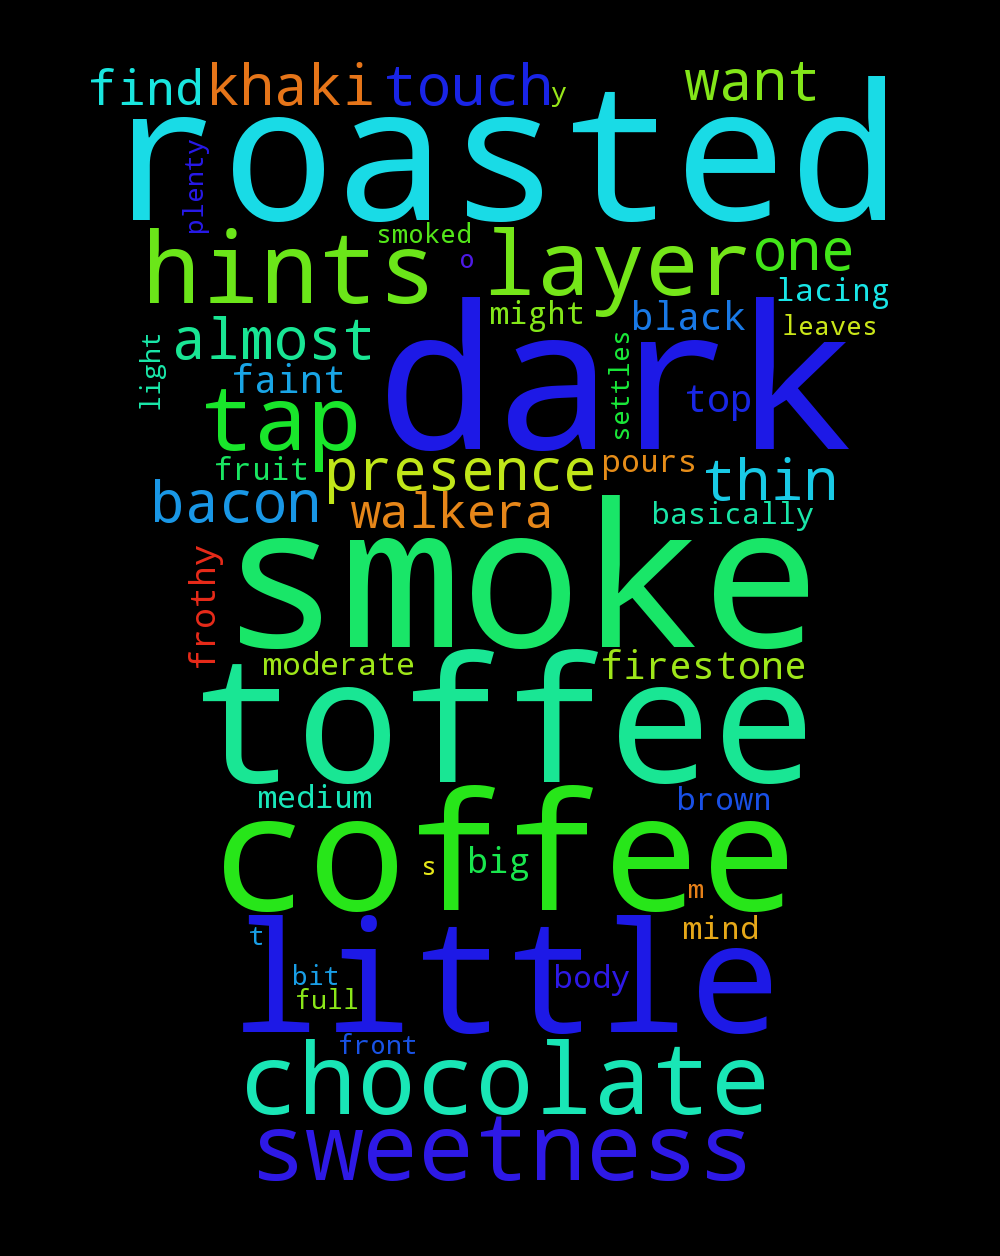 find khaki touch y want
roasted
plenty
hints smoked o layer one
lacing
might black leaves
almost
light
dark
faint
settles
top
tap
fruit presence pours thin
bacon walkera basically
smoke
frothy
moderate firestone
toffee
medium brown
coffee
s big
m
t mind
little
bit body
full
front
chocolate
sweetness